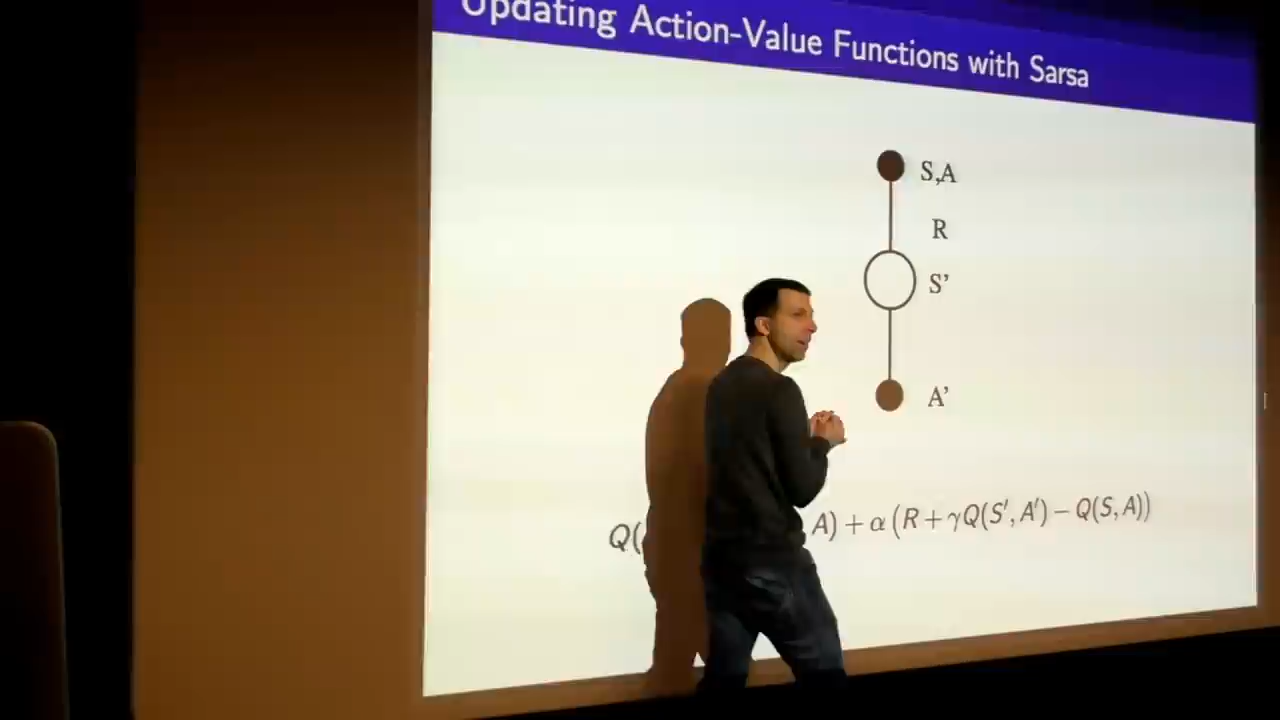 Updating Action-Value Functions with Sarsa
S,A
R
S'
A'
Q( A) + α (R + γQ(S′, A′) − Q(S, A))